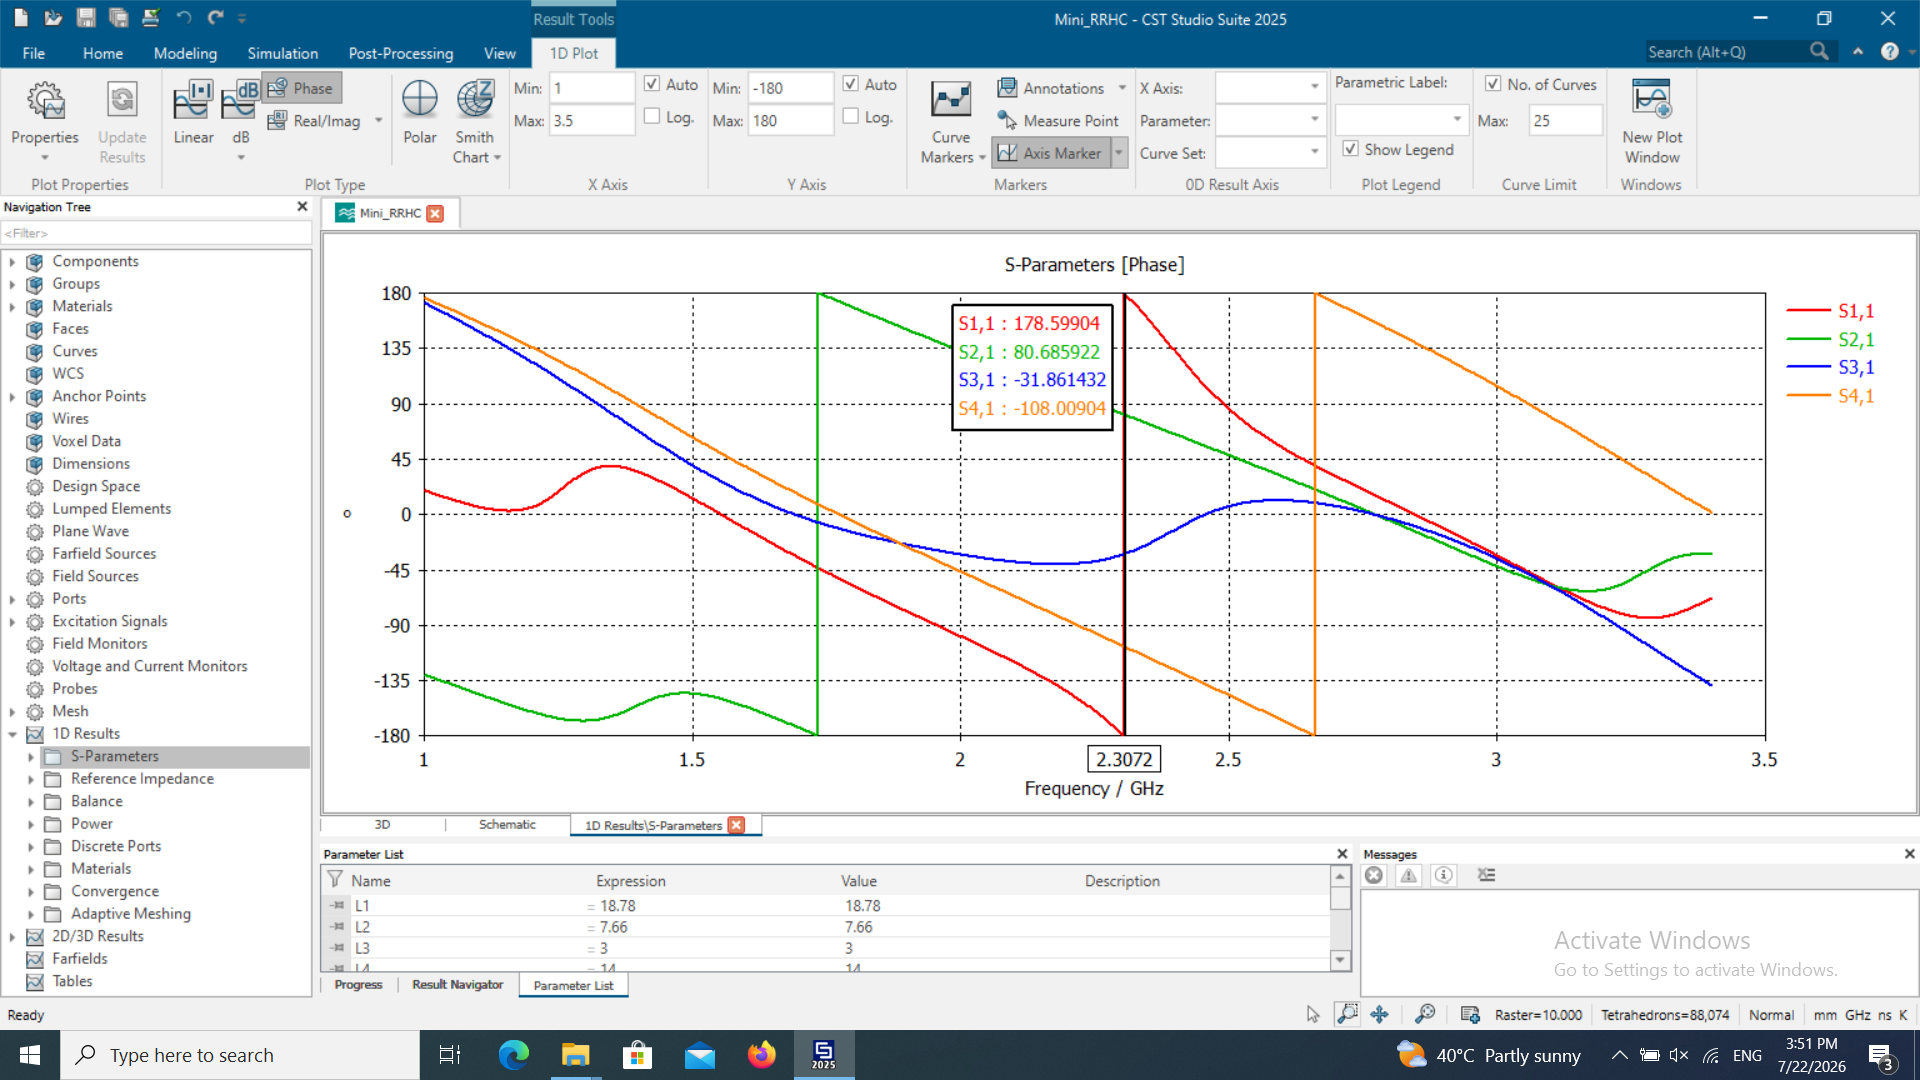 Result Tools
Mini_RRHC - CST Studio Suite 2025
File
Home
Modeling
Simulation
Post-Processing
View
1D Plot
Search (Alt+Q)
Properties
Update Results
Plot Properties
Linear
dB
Phase
Real/Imag
Polar
Smith Chart
Plot Type
Min: 1
Max: 3.5
Auto
Log.
X Axis
Min: -180
Max: 180
Auto
Log.
Y Axis
Curve Markers
Annotations
Measure Point
Axis Marker
Markers
X Axis:
Parameter:
Curve Set:
0D Result Axis
Parametric Label:
Show Legend
Plot Legend
No. of Curves
Max: 25
Curve Limit
New Plot Window
Windows
Navigation Tree
<Filter>
Components
Groups
Materials
Faces
Curves
WCS
Anchor Points
Wires
Voxel Data
Dimensions
Design Space
Lumped Elements
Plane Wave
Farfield Sources
Field Sources
Ports
Excitation Signals
Field Monitors
Voltage and Current Monitors
Probes
Mesh
1D Results
S-Parameters
Reference Impedance
Balance
Power
Discrete Ports
Materials
Convergence
Adaptive Meshing
2D/3D Results
Farfields
Tables
Mini_RRHC
S-Parameters [Phase]
180
135
90
45
0
-45
-90
-135
-180
°
1
1.5
2
2.3072
2.5
3
3.5
Frequency / GHz
S1,1 : 178.59904
S2,1 : 80.685922
S3,1 : -31.861432
S4,1 : -108.00904
S1,1
S2,1
S3,1
S4,1
3D
Schematic
1D Results\S-Parameters
Parameter List
Name Expression Value Description
L1 = 18.78 18.78
L2 = 7.66 7.66
L3 = 3 3
L4 = 14 14
Progress
Result Navigator
Parameter List
Messages
Activate Windows
Go to Settings to activate Windows.
Ready
Raster=10.000
Tetrahedrons=88,074
Normal
mm GHz ns K
Type here to search
S
2025
40°C Partly sunny
ENG
3:51 PM
7/22/2026
3